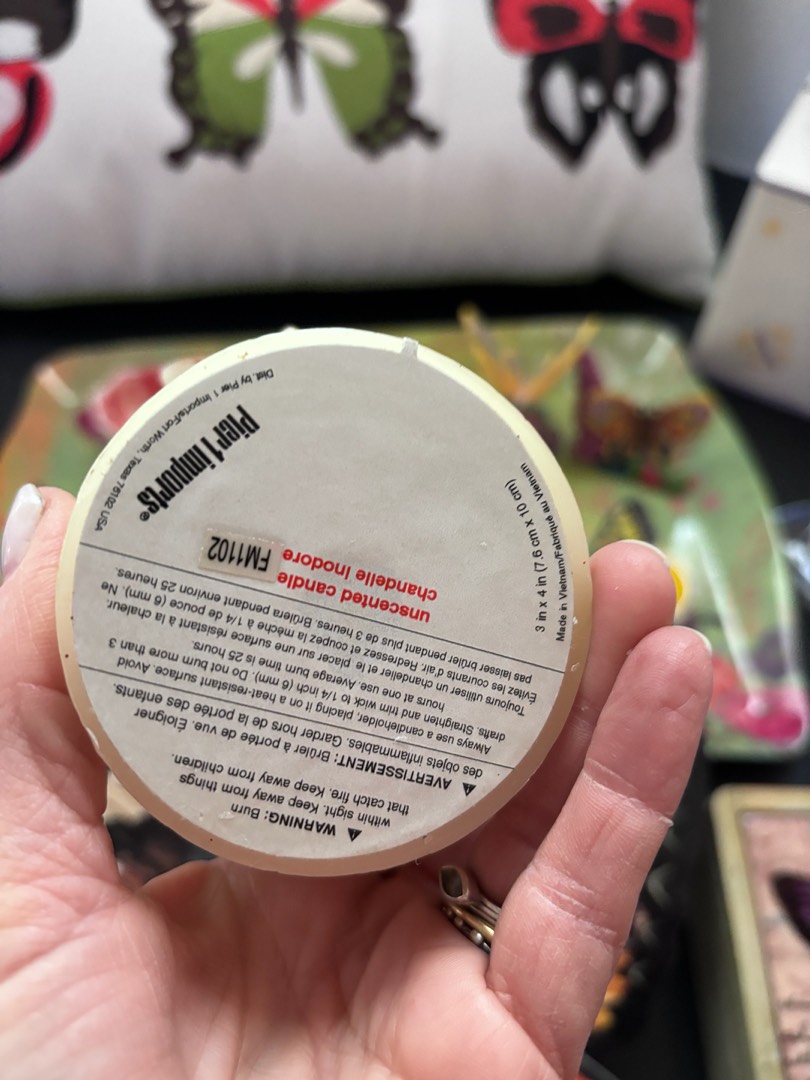 ⚠ WARNING: Burn
within sight. Keep away from things
that catch fire. Keep away from children.
⚠ AVERTISSEMENT: Brûler à portée de vue. Éloigner
des objets inflammables. Garder hors de la portée des enfants.
Always use a candleholder, placing it on a heat-resistant surface. Avoid
drafts. Straighten and trim wick to 1/4 inch (6 mm). Do not burn more than 3
hours at one use. Average burn time is 25 hours.
Toujours utiliser un chandelier et le placer sur une surface résistant à la chaleur.
Évitez les courants d'air. Redressez et coupez la mèche à 1/4 de pouce (6 mm). Ne
pas laisser brûler pendant plus de 3 heures. Brûlera pendant environ 25 heures.
unscented candle
chandelle inodore
FM1102
3 in x 4 in (7,6 cm x 10 cm)
Made in Vietnam/Fabriqué au Vietnam
Pier 1 imports®
Dist. by Pier 1 Imports/Fort Worth, Texas 76102 USA